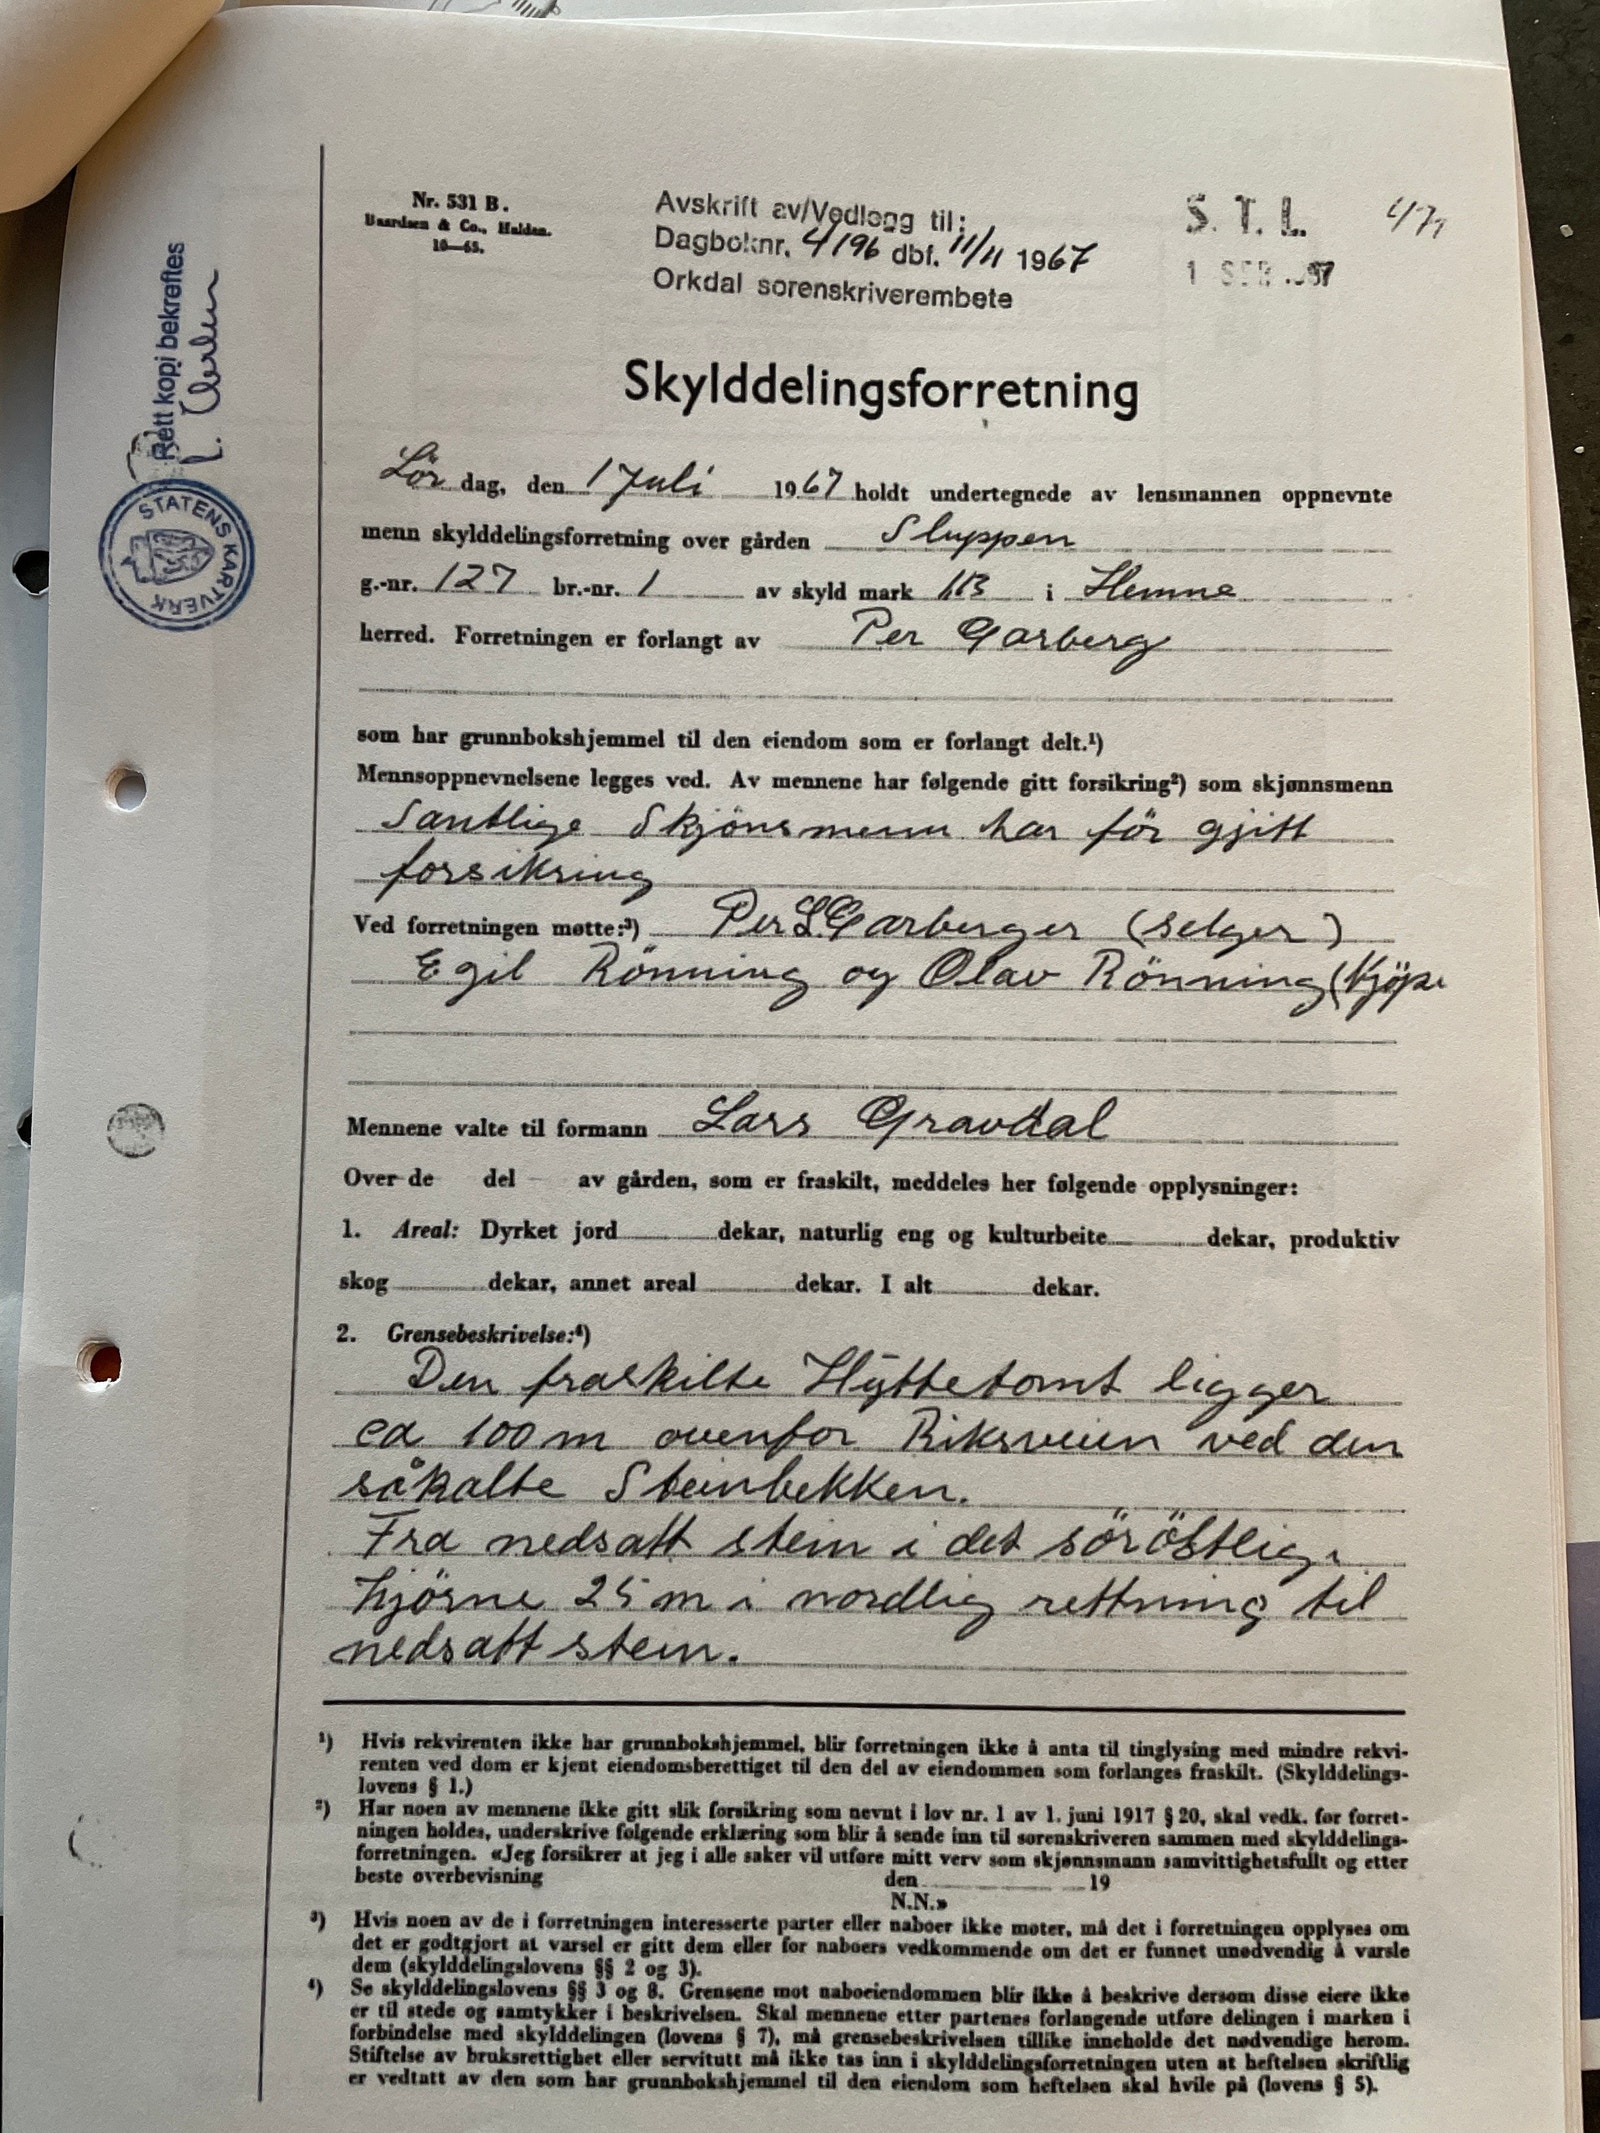 Nr. 531 B.
Baardsen & Co., Halden.
10—65.
Avskrift av/Vedlegg til:
Dagboknr. 4196 dbf. 11/11 1967
Orkdal sorenskriverembete
S. T. L.
Rett kopi bekreftes
STATENS KARTVERK
Skylddelingsforretning
Lör dag, den 1 Juli 1967 holdt undertegnede av lensmannen oppnevnte
menn skylddelingsforretning over gården Sluppen
g.-nr. 127 br.-nr. 1 av skyld mark i Hemne
herred. Forretningen er forlangt av Per Garberg
som har grunnbokshjemmel til den eiendom som er forlangt delt.¹)
Mennsoppnevnelsene legges ved. Av mennene har følgende gitt forsikring²) som skjønnsmenn
Santlige Skjönsmenn har för gjitt
forsikring
Ved forretningen møtte:³) Per L Garberger (selger)
Egil Rönning og Olav Rönning (Kjöpe
Mennene valte til formann Lars Gravdal
Over de del av gården, som er fraskilt, meddeles her følgende opplysninger:
1. Areal: Dyrket jord dekar, naturlig eng og kulturbeite dekar, produktiv
skog dekar, annet areal dekar. I alt dekar.
2. Grensebeskrivelse:⁴)
Den fraskilte Hyttetomt ligger
ca 100 m ovenfor Riksveien ved den
såkalte Steinbekken.
Fra nedsatt stein i det söröstlig
hjörne 25 m i nordlig rettning til
nedsatt stein.
¹) Hvis rekvirenten ikke har grunnbokshjemmel, blir forretningen ikke å anta til tinglysing med mindre rekvi-
renten ved dom er kjent eiendomsberettiget til den del av eiendommen som forlanges fraskilt. (Skylddelings-
lovens § 1.)
²) Har noen av mennene ikke gitt slik forsikring som nevnt i lov nr. 1 av 1. juni 1917 § 20, skal vedk. før forret-
ningen holdes, underskrive følgende erklæring som blir å sende inn til sorenskriveren sammen med skylddelings-
forretningen. «Jeg forsikrer at jeg i alle saker vil utføre mitt verv som skjønnsmann samvittighetsfullt og etter
beste overbevisning den 19
N.N.»
³) Hvis noen av de i forretningen interesserte parter eller naboer ikke møter, må det i forretningen opplyses om
det er godtgjort at varsel er gitt dem eller for naboers vedkommende om det er funnet unødvendig å varsle
dem (skylddelingslovens §§ 2 og 3).
⁴) Se skylddelingslovens §§ 3 og 8. Grensene mot naboeiendommen blir ikke å beskrive dersom disse eiere ikke
er til stede og samtykker i beskrivelsen. Skal mennene etter partenes forlangende utføre delingen i marken i
forbindelse med skylddelingen (lovens § 7), må grensebeskrivelsen tillike inneholde det nødvendige herom.
Stiftelse av bruksrettighet eller servitutt må ikke tas inn i skylddelingsforretningen uten at heftelsen skriftlig
er vedtatt av den som har grunnbokshjemmel til den eiendom som heftelsen skal hvile på (lovens § 5).